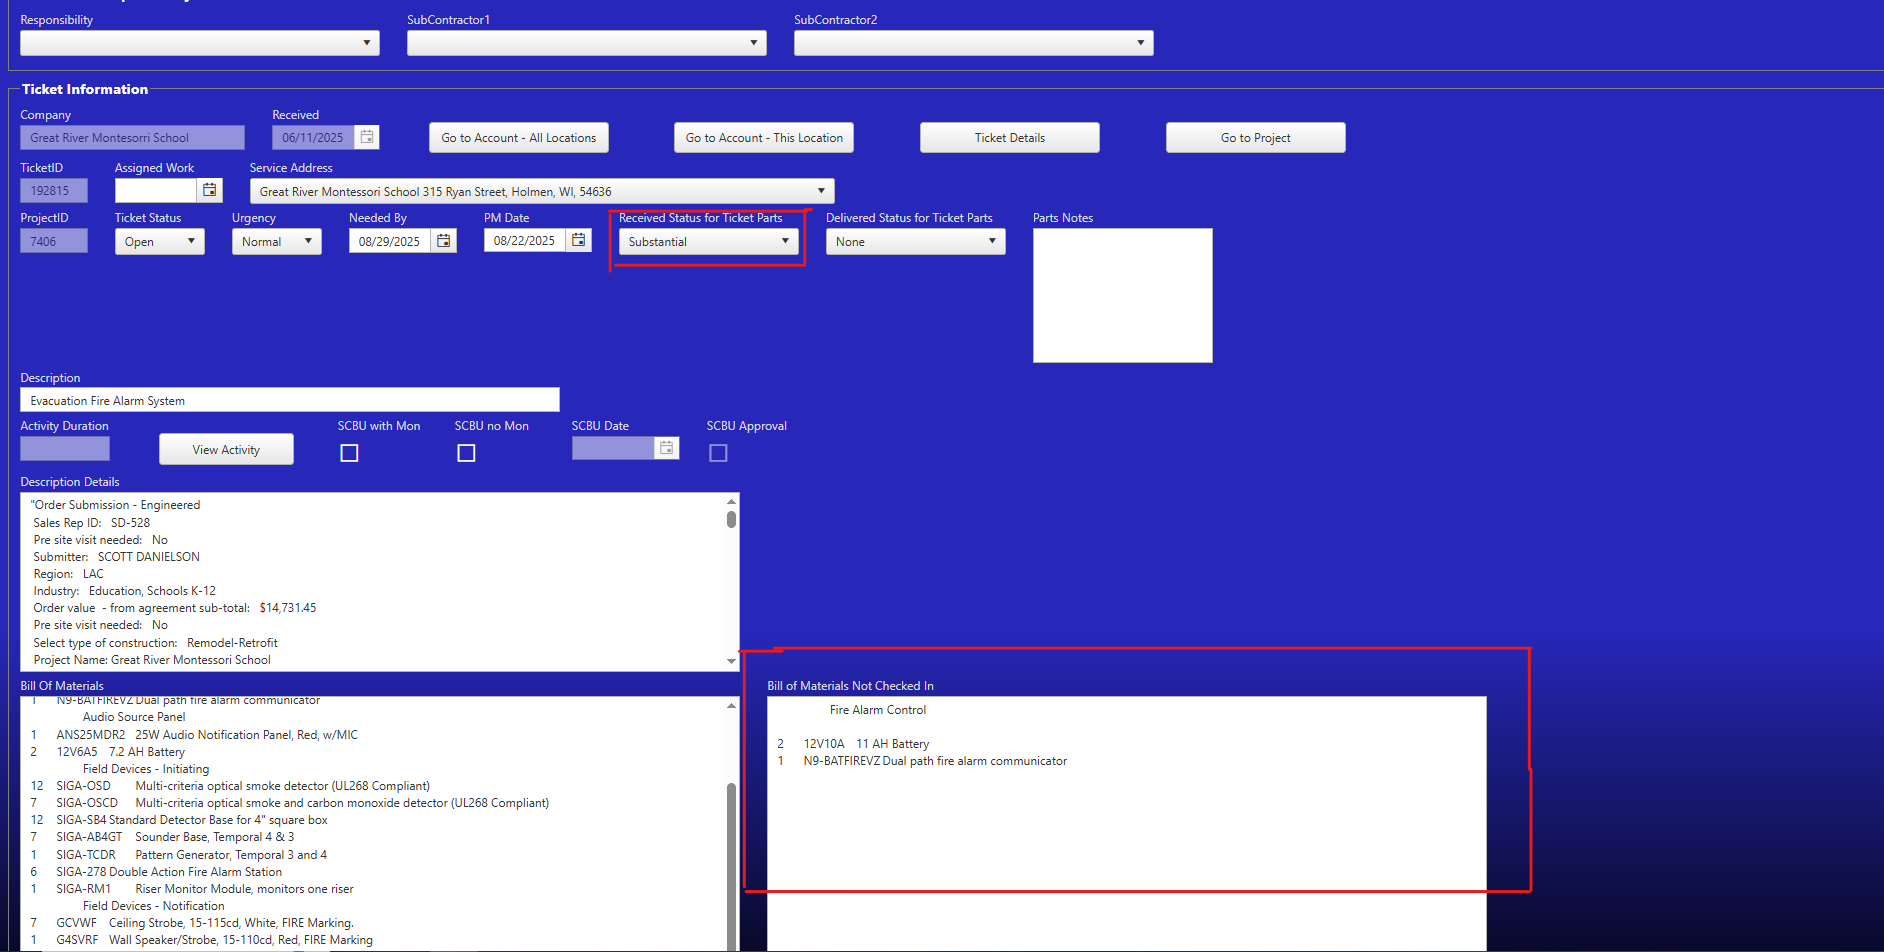 Responsibility SubContractor1 SubContractor2
Ticket Information
Company Received
Great River Montesorri School 06/11/2025 Go to Account - All Locations Go to Account - This Location Ticket Details Go to Project
TicketID Assigned Work Service Address
192815 Great River Montessori School 315 Ryan Street, Holmen, WI, 54636
ProjectID Ticket Status Urgency Needed By PM Date Received Status for Ticket Parts Delivered Status for Ticket Parts Parts Notes
7406 Open Normal 08/29/2025 08/22/2025 Substantial None
Description
Evacuation Fire Alarm System
Activity Duration SCBU with Mon SCBU no Mon SCBU Date SCBU Approval
View Activity
Description Details
"Order Submission - Engineered
Sales Rep ID: SD-528
Pre site visit needed: No
Submitter: SCOTT DANIELSON
Region: LAC
Industry: Education, Schools K-12
Order value - from agreement sub-total: $14,731.45
Pre site visit needed: No
Select type of construction: Remodel-Retrofit
Project Name: Great River Montessori School
Bill Of Materials
1 N9-BATFIREVZ Dual path fire alarm communicator
Audio Source Panel
1 ANS25MDR2 25W Audio Notification Panel, Red, w/MIC
2 12V6A5 7.2 AH Battery
Field Devices - Initiating
12 SIGA-OSD Multi-criteria optical smoke detector (UL268 Compliant)
7 SIGA-OSCD Multi-criteria optical smoke and carbon monoxide detector (UL268 Compliant)
12 SIGA-SB4 Standard Detector Base for 4" square box
7 SIGA-AB4GT Sounder Base, Temporal 4 & 3
1 SIGA-TCDR Pattern Generator, Temporal 3 and 4
6 SIGA-278 Double Action Fire Alarm Station
1 SIGA-RM1 Riser Monitor Module, monitors one riser
Field Devices - Notification
7 GCVWF Ceiling Strobe, 15-115cd, White, FIRE Marking.
1 G4SVRF Wall Speaker/Strobe, 15-110cd, Red, FIRE Marking
Bill of Materials Not Checked In
Fire Alarm Control
2 12V10A 11 AH Battery
1 N9-BATFIREVZ Dual path fire alarm communicator